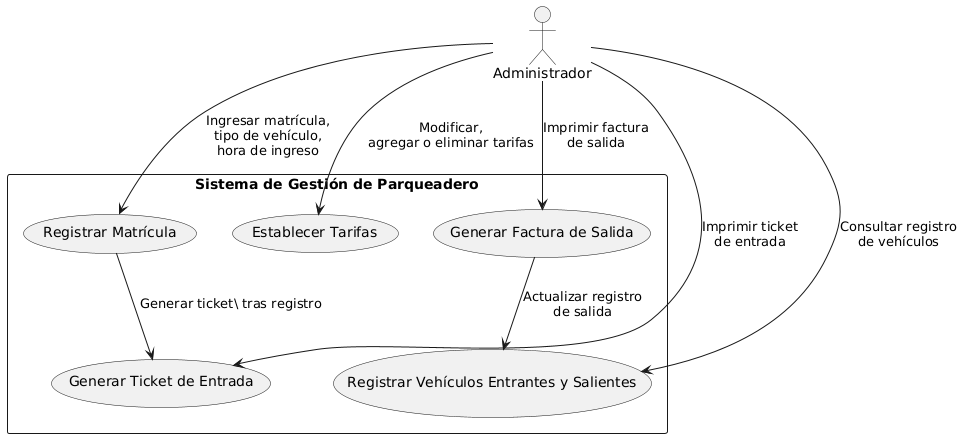 Administrador
Ingresar matrícula,
tipo de vehículo,
hora de ingreso
Modificar,
agregar o eliminar tarifas
Imprimir factura
de salida
Sistema de Gestión de Parqueadero
Registrar Matrícula
Establecer Tarifas
Generar Factura de Salida
Imprimir ticket
de entrada
Consultar registro
de vehículos
Generar ticket\ tras registro
Actualizar registro
de salida
Generar Ticket de Entrada
Registrar Vehículos Entrantes y Salientes